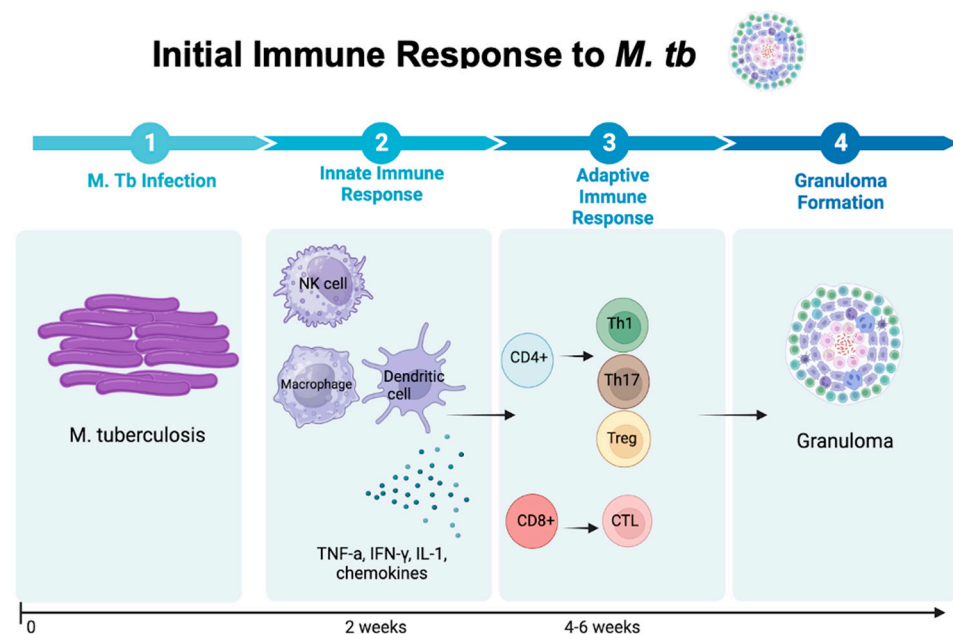 Initial Immune Response to M. tb
1
2
3
4
M. Tb Infection
Innate Immune
Response
Adaptive
Immune
Response
Granuloma
Formation
M. tuberculosis
NK cell
Macrophage
Dendritic
cell
TNF-a, IFN-γ, IL-1,
chemokines
CD4+
Th1
Th17
Treg
CD8+
CTL
Granuloma
0
2 weeks
4-6 weeks